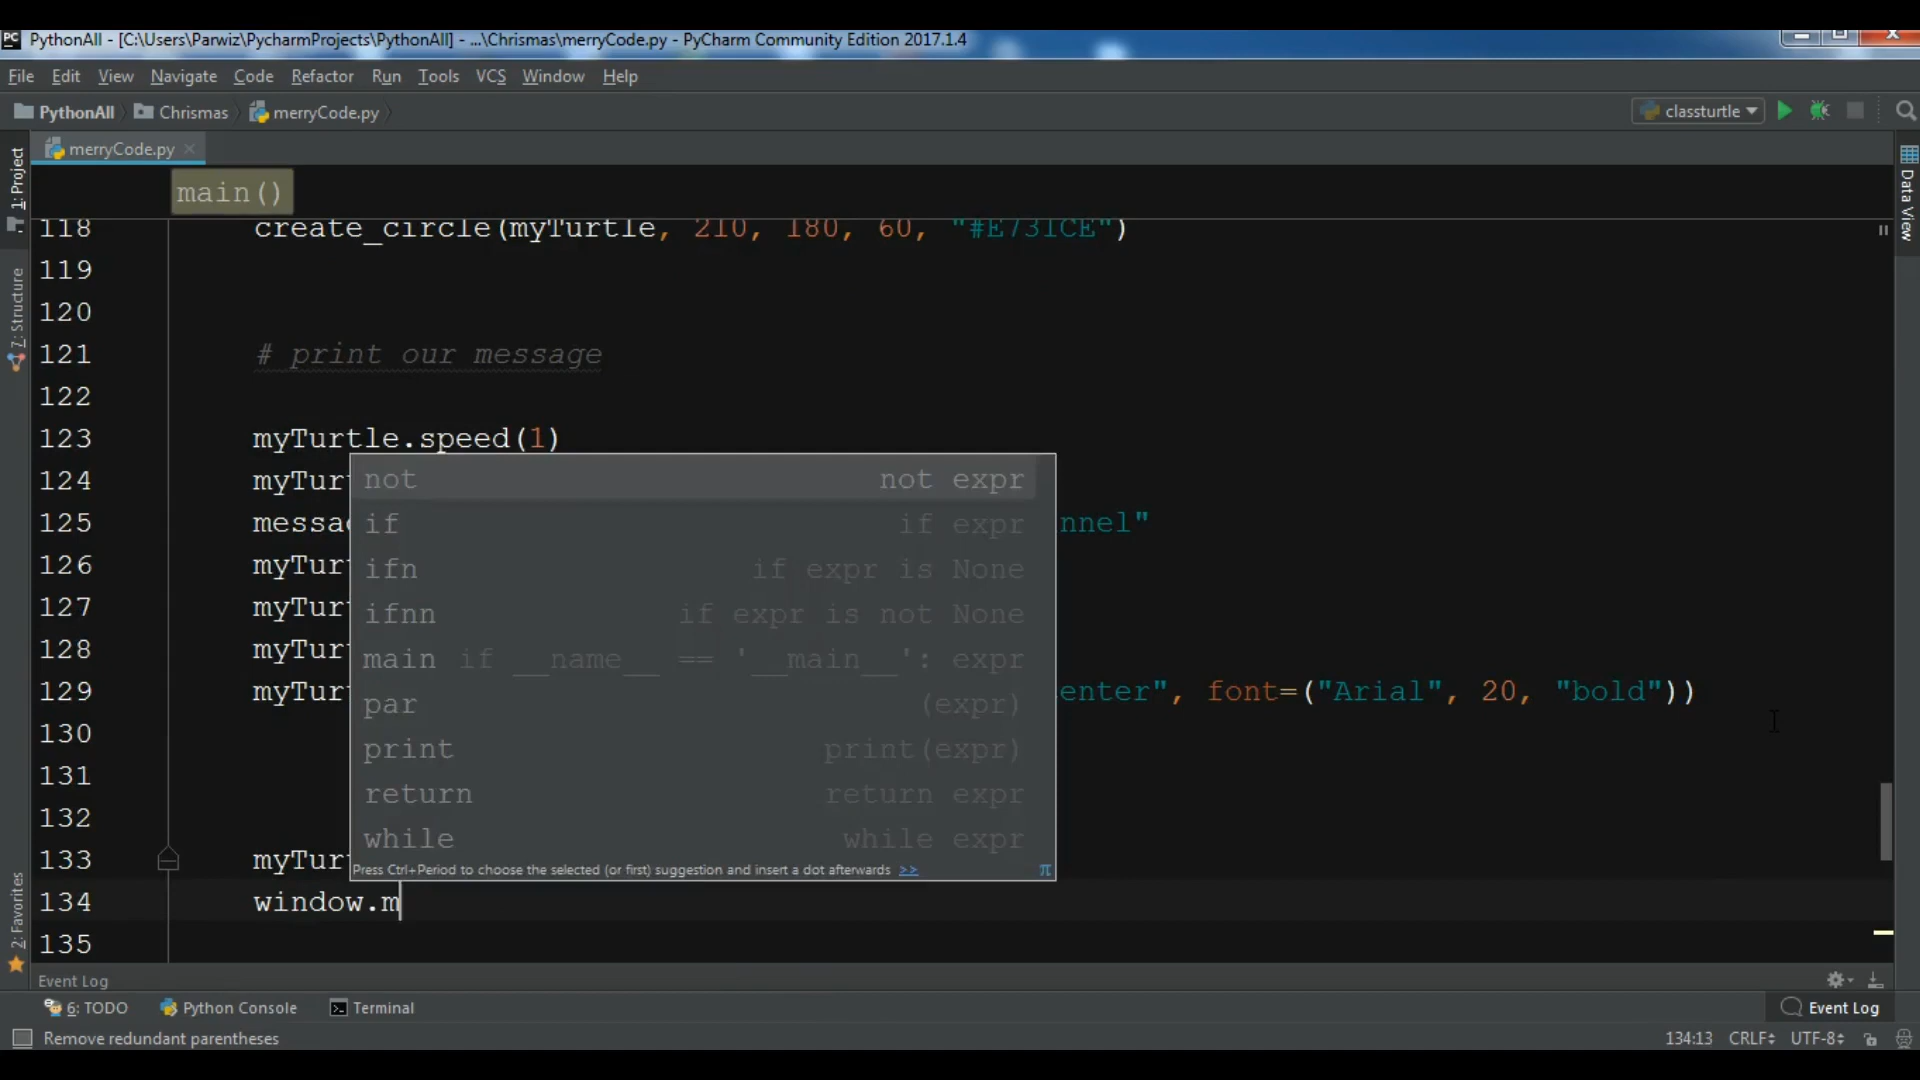 PC PythonAll - [C:\Users\Parwiz\PycharmProjects\PythonAll] - ...\Chrismas\merryCode.py - PyCharm Community Edition 2017.1.4
File Edit View Navigate Code Refactor Run Tools VCS Window Help
PythonAll Chrismas merryCode.py classturtle
merryCode.py
main()
1: Project
7: Structure
2: Favorites
Data View
118 create_circle(myTurtle, 210, 180, 60, "#E731CE")
119
120
121 # print our message
122
123 myTurtle.speed(1)
124 myTur
125 messa nnel"
126 myTur
127 myTur
128 myTur
129 myTur enter", font=("Arial", 20, "bold"))
130
131
132
133 myTur
134 window.m
135
not not expr
if if expr
ifn if expr is None
ifnn if expr is not None
main if __name__ == '__main__': expr
par (expr)
print print(expr)
return return expr
while while expr
Press Ctrl+Period to choose the selected (or first) suggestion and insert a dot afterwards >> π
Event Log
6: TODO Python Console Terminal Event Log
Remove redundant parentheses 134:13 CRLF UTF-8